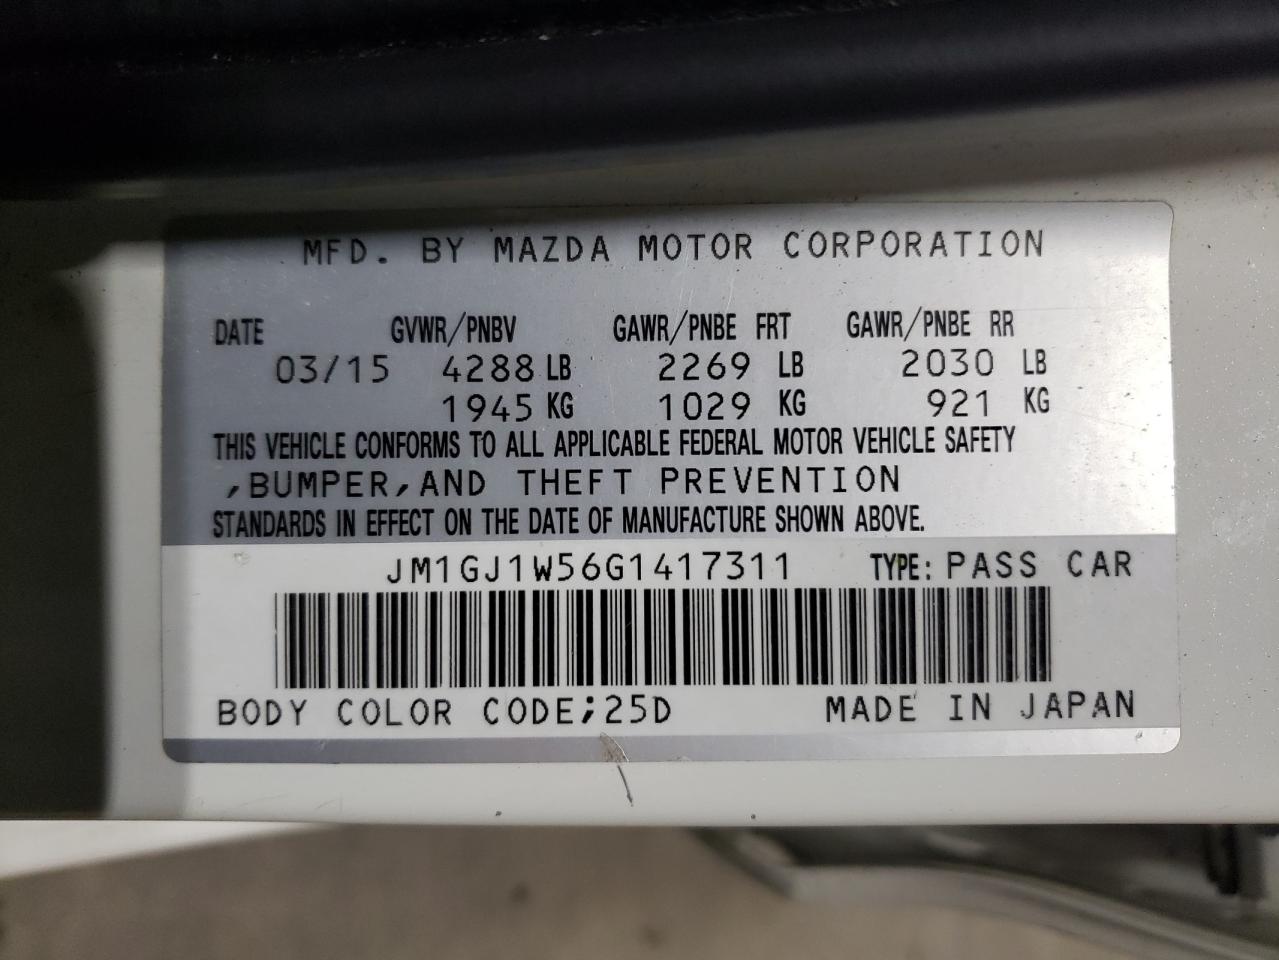 MFD. BY MAZDA MOTOR CORPORATION
DATE GVWR/PNBV GAWR/PNBE FRT GAWR/PNBE RR
03/15 4288 LB 2269 LB 2030 LB
1945 KG 1029 KG 921 KG
THIS VEHICLE CONFORMS TO ALL APPLICABLE FEDERAL MOTOR VEHICLE SAFETY
,BUMPER,AND THEFT PREVENTION
STANDARDS IN EFFECT ON THE DATE OF MANUFACTURE SHOWN ABOVE.
JM1GJ1W56G1417311 TYPE: PASS CAR
BODY COLOR CODE;25D MADE IN JAPAN